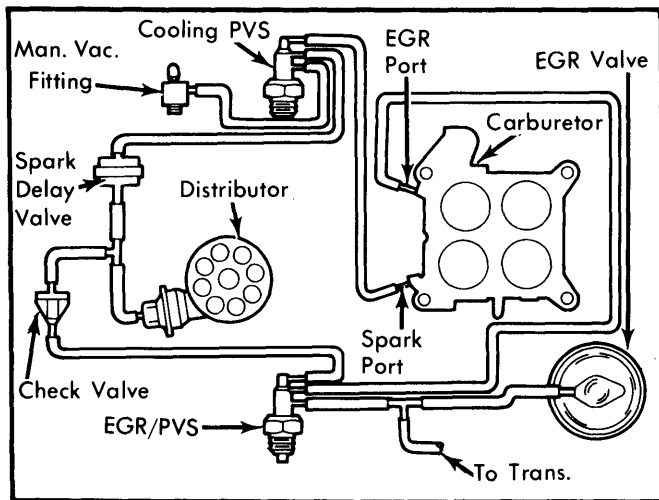 Cooling PVS
Man. Vac.
Fitting
EGR
Port
EGR Valve
Carburetor
Spark
Delay
Valve
Distributor
Spark
Port
Check Valve
EGR/PVS
To Trans.